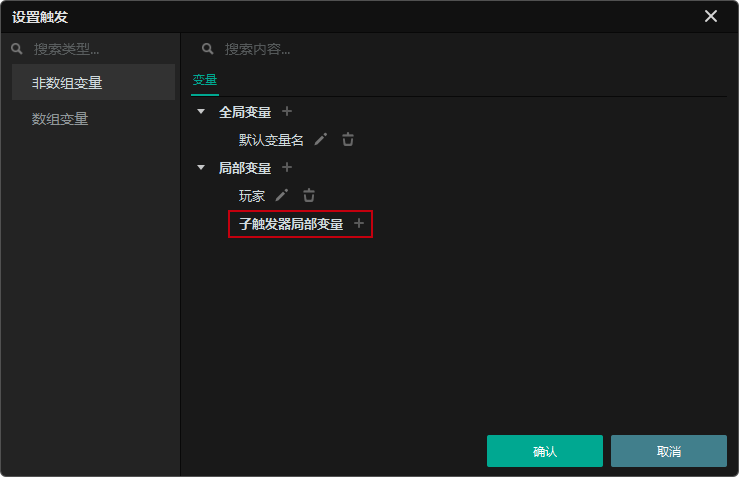 设置触发
搜索类型...
搜索内容...
非数组变量
数组变量
变量
全局变量
默认变量名
局部变量
玩家
子触发器局部变量
确认
取消